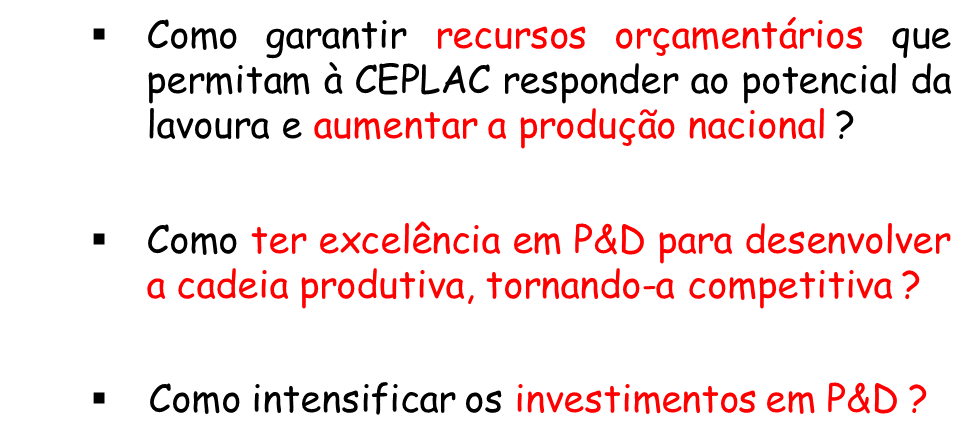 ▪ Como garantir recursos orçamentários que
permitam à CEPLAC responder ao potencial da
lavoura e aumentar a produção nacional ?
▪ Como ter excelência em P&D para desenvolver
a cadeia produtiva, tornando-a competitiva ?
▪ Como intensificar os investimentos em P&D ?